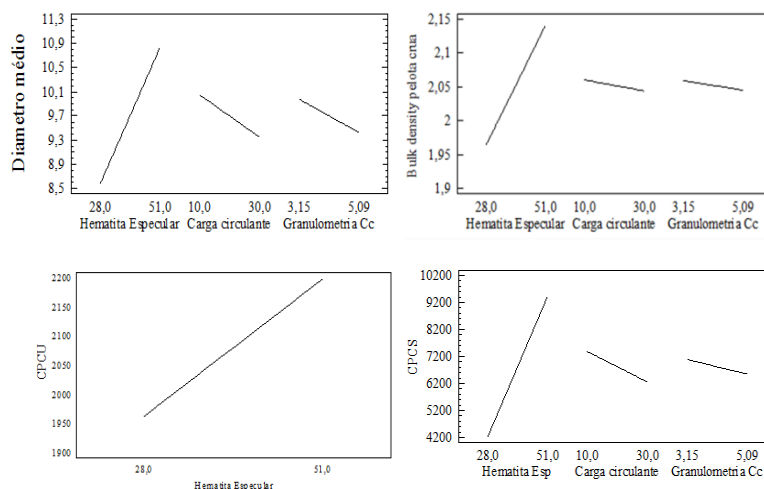 Diametro médio
11,3
10,9
10,5
10,1
9,7
9,3
8,9
8,5
28,0 51,0 10,0 30,0 3,15 5,09
Hematita Especular Carga circulante Granulometria Cc
Bulk density pelota crua
2,15
2,1
2,05
2
1,95
1,9
28,0 51,0 10,0 30,0 3,15 5,09
Hematita Especular Carga circulante Granulometria Cc
CPCU
2200
2150
2100
2050
2000
1950
1900
28,0 51,0
Hematita Especular
CPCS
10200
9200
8200
7200
6200
5200
4200
28,0 51,0 10,0 30,0 3,15 5,09
Hematita Esp Carga circulante Granulometria Cc